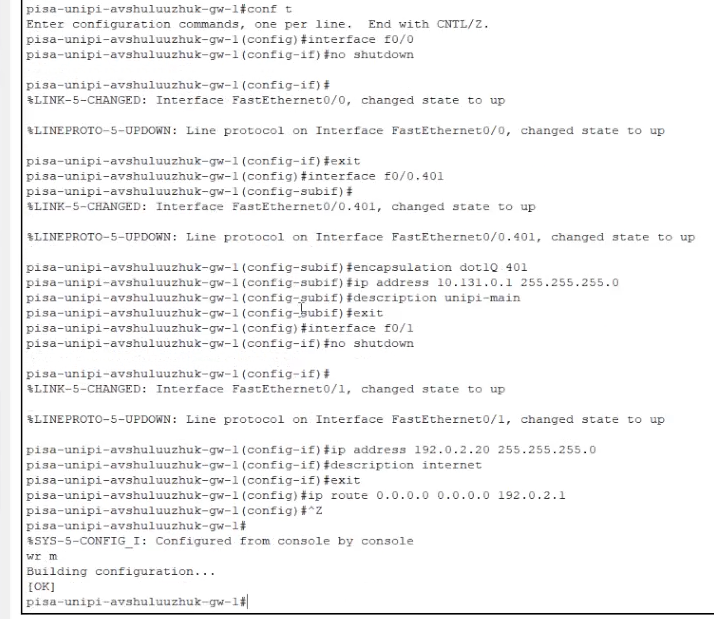 pisa-unipi-avshuluuzhuk-gw-1#conf t
Enter configuration commands, one per line.  End with CNTL/Z.
pisa-unipi-avshuluuzhuk-gw-1(config)#interface f0/0
pisa-unipi-avshuluuzhuk-gw-1(config-if)#no shutdown
pisa-unipi-avshuluuzhuk-gw-1(config-if)#
%LINK-5-CHANGED: Interface FastEthernet0/0, changed state to up
%LINEPROTO-5-UPDOWN: Line protocol on Interface FastEthernet0/0, changed state to up
pisa-unipi-avshuluuzhuk-gw-1(config-if)#exit
pisa-unipi-avshuluuzhuk-gw-1(config)#interface f0/0.401
pisa-unipi-avshuluuzhuk-gw-1(config-subif)#
%LINK-5-CHANGED: Interface FastEthernet0/0.401, changed state to up
%LINEPROTO-5-UPDOWN: Line protocol on Interface FastEthernet0/0.401, changed state to up
pisa-unipi-avshuluuzhuk-gw-1(config-subif)#encapsulation dot1Q 401
pisa-unipi-avshuluuzhuk-gw-1(config-subif)#ip address 10.131.0.1 255.255.255.0
pisa-unipi-avshuluuzhuk-gw-1(config-subif)#description unipi-main
pisa-unipi-avshuluuzhuk-gw-1(config-subif)#exit
pisa-unipi-avshuluuzhuk-gw-1(config)#interface f0/1
pisa-unipi-avshuluuzhuk-gw-1(config-if)#no shutdown
pisa-unipi-avshuluuzhuk-gw-1(config-if)#
%LINK-5-CHANGED: Interface FastEthernet0/1, changed state to up
%LINEPROTO-5-UPDOWN: Line protocol on Interface FastEthernet0/1, changed state to up
pisa-unipi-avshuluuzhuk-gw-1(config-if)#ip address 192.0.2.20 255.255.255.0
pisa-unipi-avshuluuzhuk-gw-1(config-if)#description internet
pisa-unipi-avshuluuzhuk-gw-1(config-if)#exit
pisa-unipi-avshuluuzhuk-gw-1(config)#ip route 0.0.0.0 0.0.0.0 192.0.2.1
pisa-unipi-avshuluuzhuk-gw-1(config)#^Z
pisa-unipi-avshuluuzhuk-gw-1#
%SYS-5-CONFIG_I: Configured from console by console
wr m
Building configuration...
[OK]
pisa-unipi-avshuluuzhuk-gw-1#